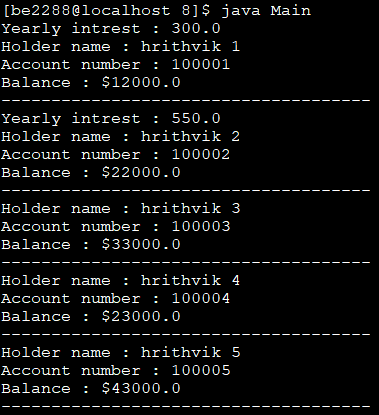 [be2288@localhost 8]$ java Main
Yearly intrest : 300.0
Holder name : hrithvik 1
Account number : 100001
Balance : $12000.0
-------------------------------------
Yearly intrest : 550.0
Holder name : hrithvik 2
Account number : 100002
Balance : $22000.0
-------------------------------------
Holder name : hrithvik 3
Account number : 100003
Balance : $33000.0
-------------------------------------
Holder name : hrithvik 4
Account number : 100004
Balance : $23000.0
-------------------------------------
Holder name : hrithvik 5
Account number : 100005
Balance : $43000.0
-------------------------------------